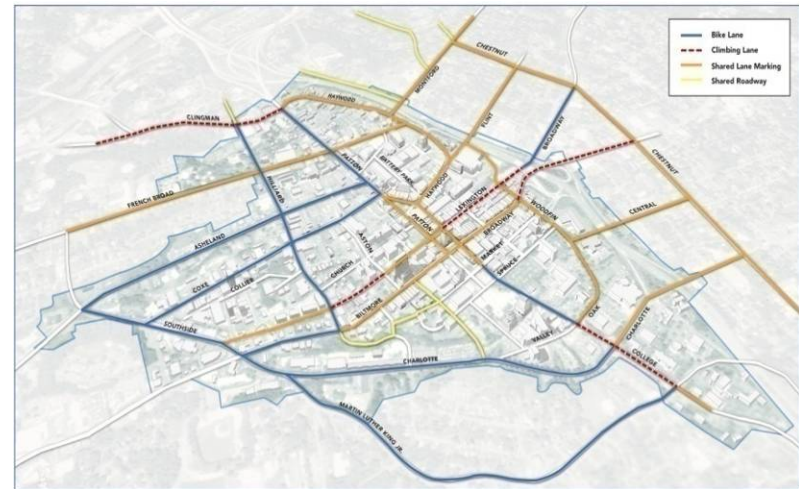 Bike Lane
Climbing Lane
Shared Lane Marking
Shared Roadway
CHESTNUT
MONTFORD
HAYWOOD
FLINT
BROADWAY
CLINGMAN
CHESTNUT
PATTON
BATTERY PARK
HAYWOOD
LEXINGTON
HILLIARD
FRENCH BROAD
WOODFIN
CENTRAL
PATTON
BROADWAY
ASHELAND
ASTON
MARKET
SPRUCE
CHURCH
COXE
COLLIER
BILTMORE
OAK
CHARLOTTE
SOUTHSIDE
VALLEY
COLLEGE
CHARLOTTE
MARTIN LUTHER KING JR.